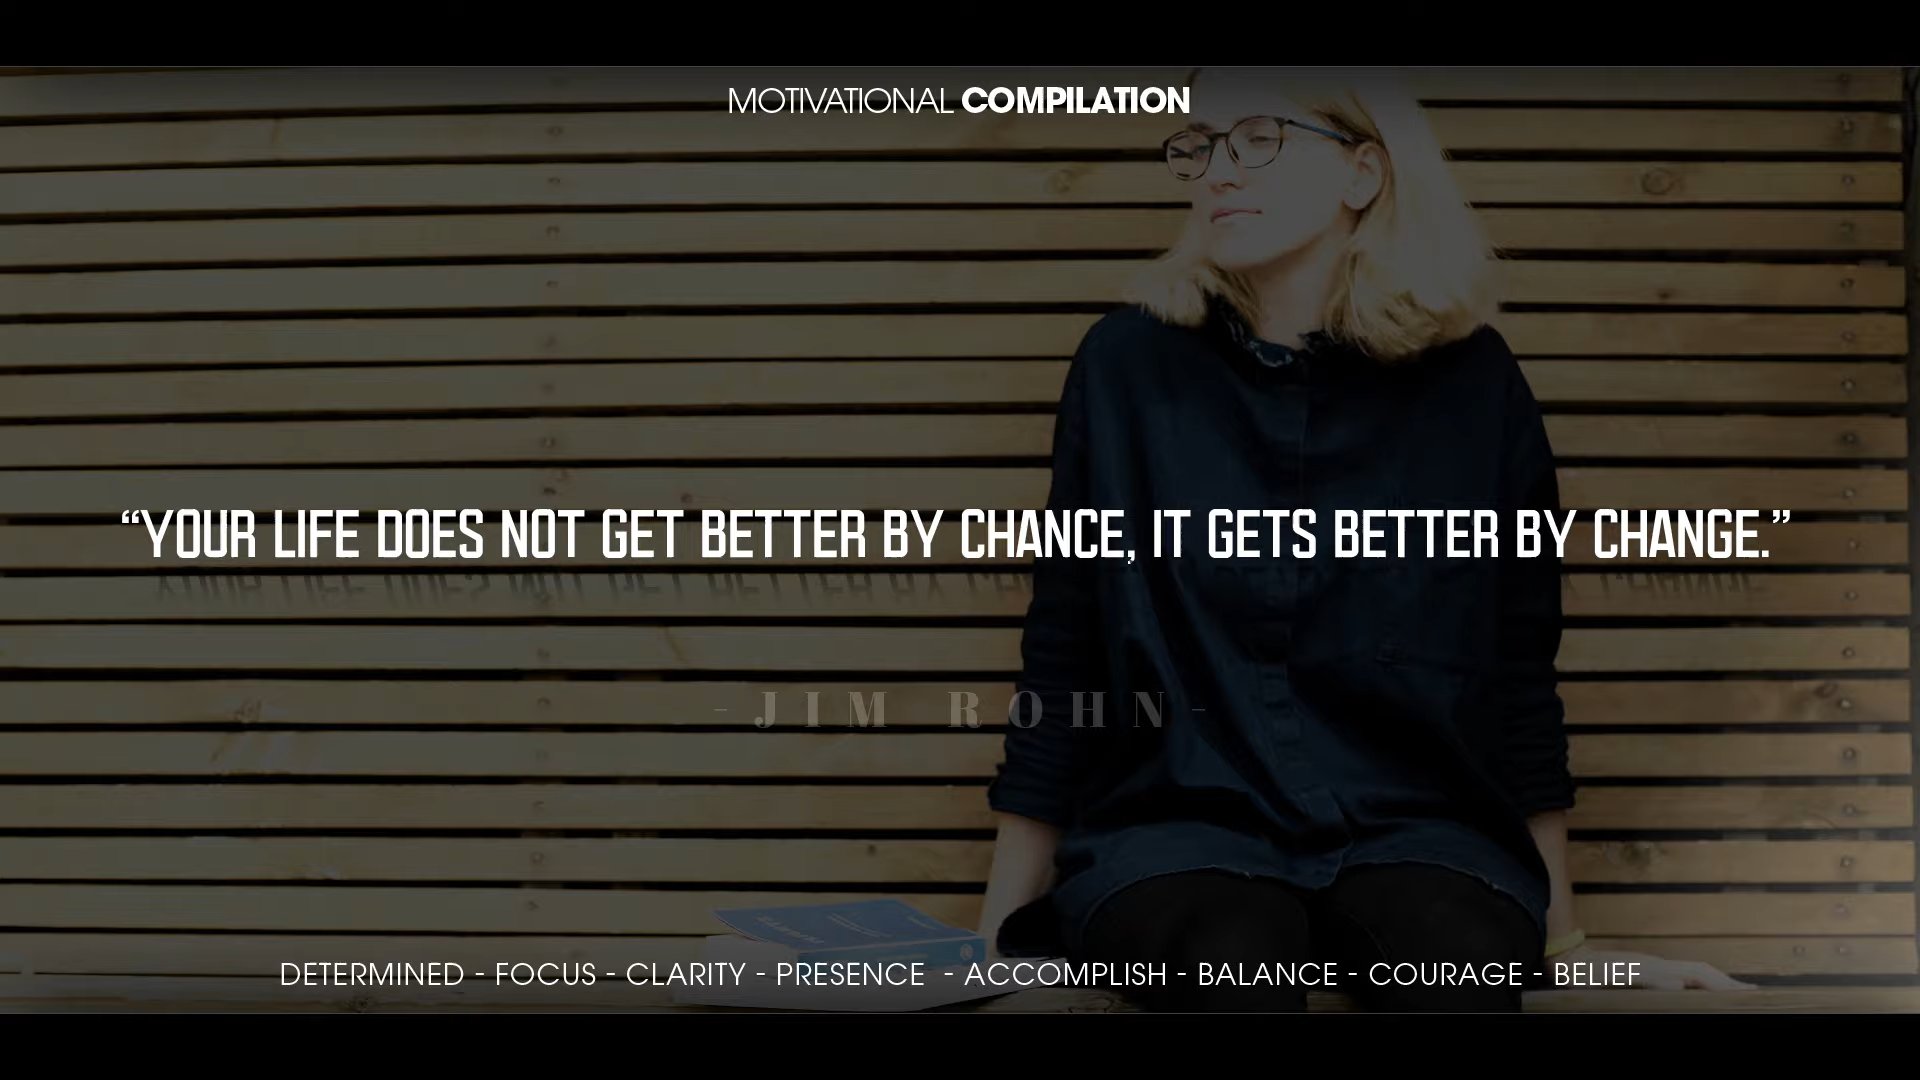 MOTIVATIONAL COMPILATION
“YOUR LIFE DOES NOT GET BETTER BY CHANCE, IT GETS BETTER BY CHANGE.”
- JIM ROHN -
DETERMINED - FOCUS - CLARITY - PRESENCE - ACCOMPLISH - BALANCE - COURAGE - BELIEF